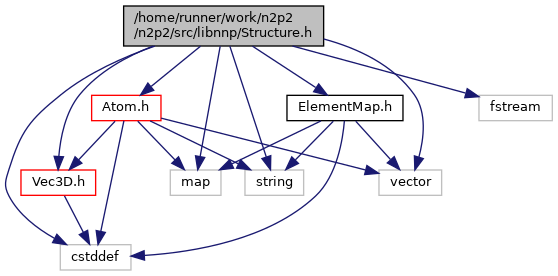 /home/runner/work/n2p2
/n2p2/src/libnnp/Structure.h
Atom.h
ElementMap.h
fstream
Vec3D.h
map
string
vector
cstddef